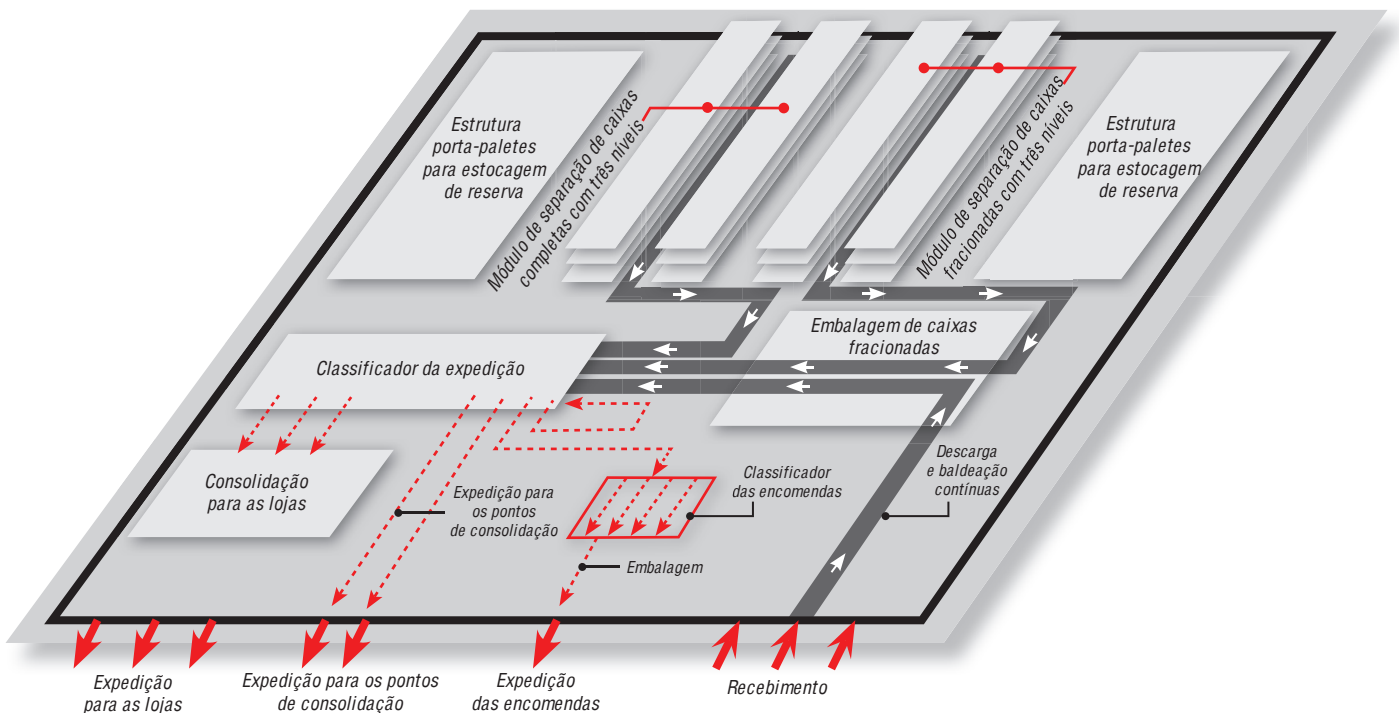 Estrutura
porta-paletes
para estocagem
de reserva
Módulo de separação de caixas
completas com três níveis
Módulo de separação de caixas
fracionadas com três níveis
Estrutura
porta-paletes
para estocagem
de reserva
Embalagem de caixas
fracionadas
Classificador da expedição
Consolidação
para as lojas
Expedição para
os pontos
de consolidação
Classificador
das encomendas
Descarga
e baldeação
contínuas
Embalagem
Expedição
para as lojas
Expedição para os pontos
de consolidação
Expedição
das encomendas
Recebimento